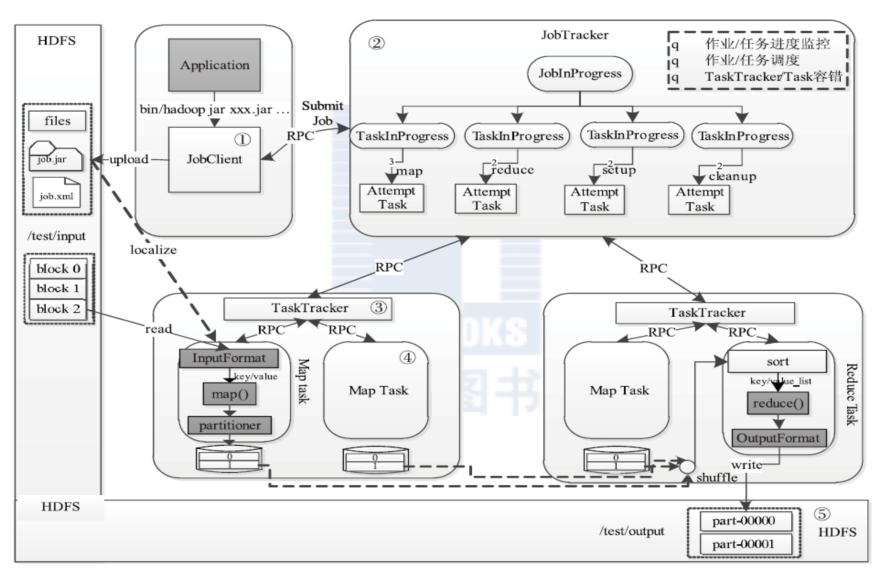 HDFS
files
job.jar
job.xml
/test/input
block 0
block 1
block 2
Application
bin/hadoop jar xxx.jar ...
①
JobClient
upload
RPC
Submit
Job
②
JobTracker
q 作业/任务进度监控
q 作业/任务调度
q TaskTracker/Task容错
JobInProgress
TaskInProgress
TaskInProgress
TaskInProgress
TaskInProgress
3
map
2
reduce
2
setup
2
cleanup
Attempt
Task
Attempt
Task
Attempt
Task
Attempt
Task
localize
read
RPC
RPC
TaskTracker
③
RPC
RPC
InputFormat
key/value
map()
partitioner
Map task
④
Map Task
0
1
0
1
TaskTracker
RPC
RPC
Map Task
0
1
sort
key/value_list
reduce()
OutputFormat
Reduce Task
shuffle
write
HDFS
/test/output
part-00000
part-00001
⑤
HDFS
图书